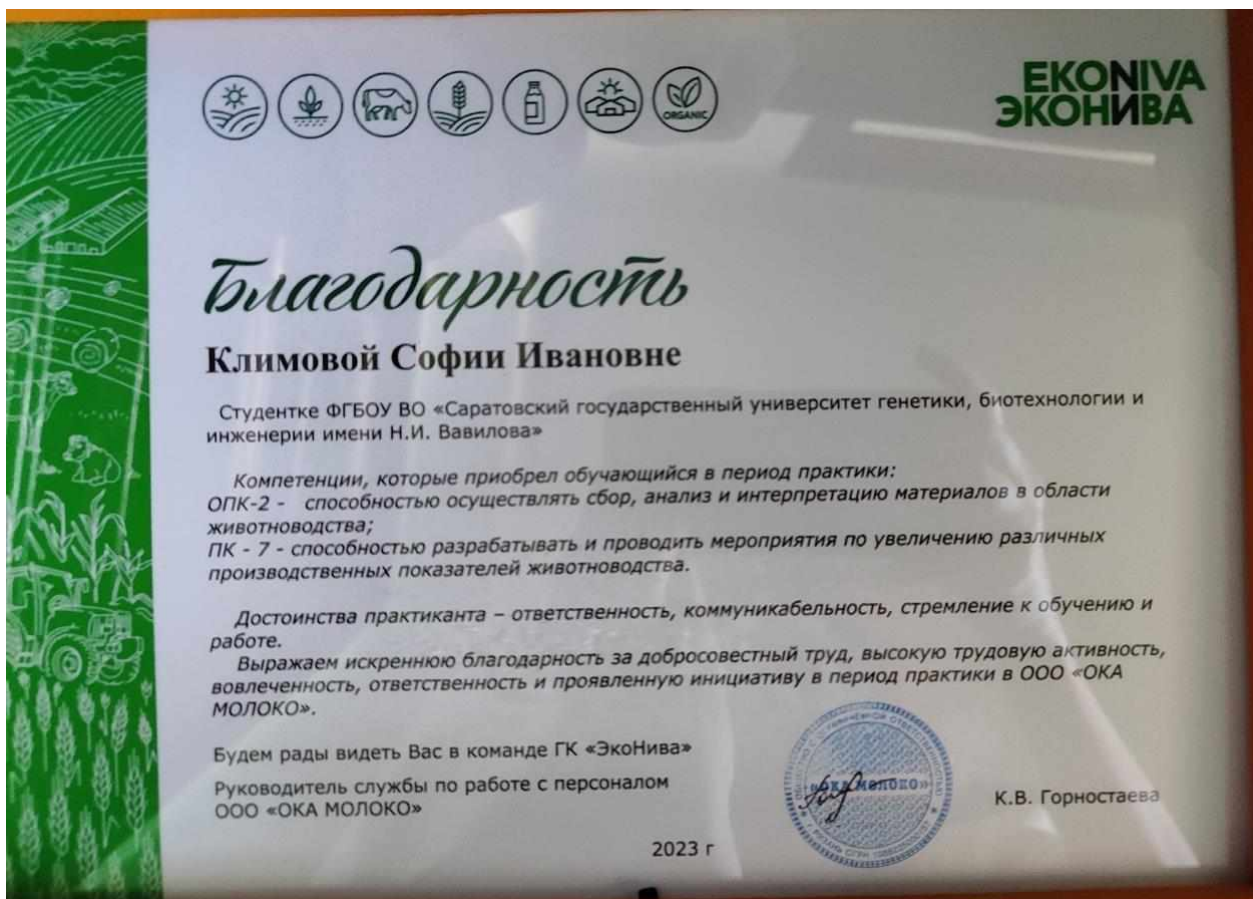 ORGANIC
EKONIVA
ЭКОНИВА
Благодарность
Климовой Софии Ивановне
Студентке ФГБОУ ВО «Саратовский государственный университет генетики, биотехнологии и
инженерии имени Н.И. Вавилова»
Компетенции, которые приобрел обучающийся в период практики:
ОПК-2 - способностью осуществлять сбор, анализ и интерпретацию материалов в области
животноводства;
ПК - 7 - способностью разрабатывать и проводить мероприятия по увеличению различных
производственных показателей животноводства.
Достоинства практиканта – ответственность, коммуникабельность, стремление к обучению и
работе.
Выражаем искреннюю благодарность за добросовестный труд, высокую трудовую активность,
вовлеченность, ответственность и проявленную инициативу в период практики в ООО «ОКА
МОЛОКО».
Будем рады видеть Вас в команде ГК «ЭкоНива»
Руководитель службы по работе с персоналом
ООО «ОКА МОЛОКО»
«ока молоко»
К.В. Горностаева
2023 г